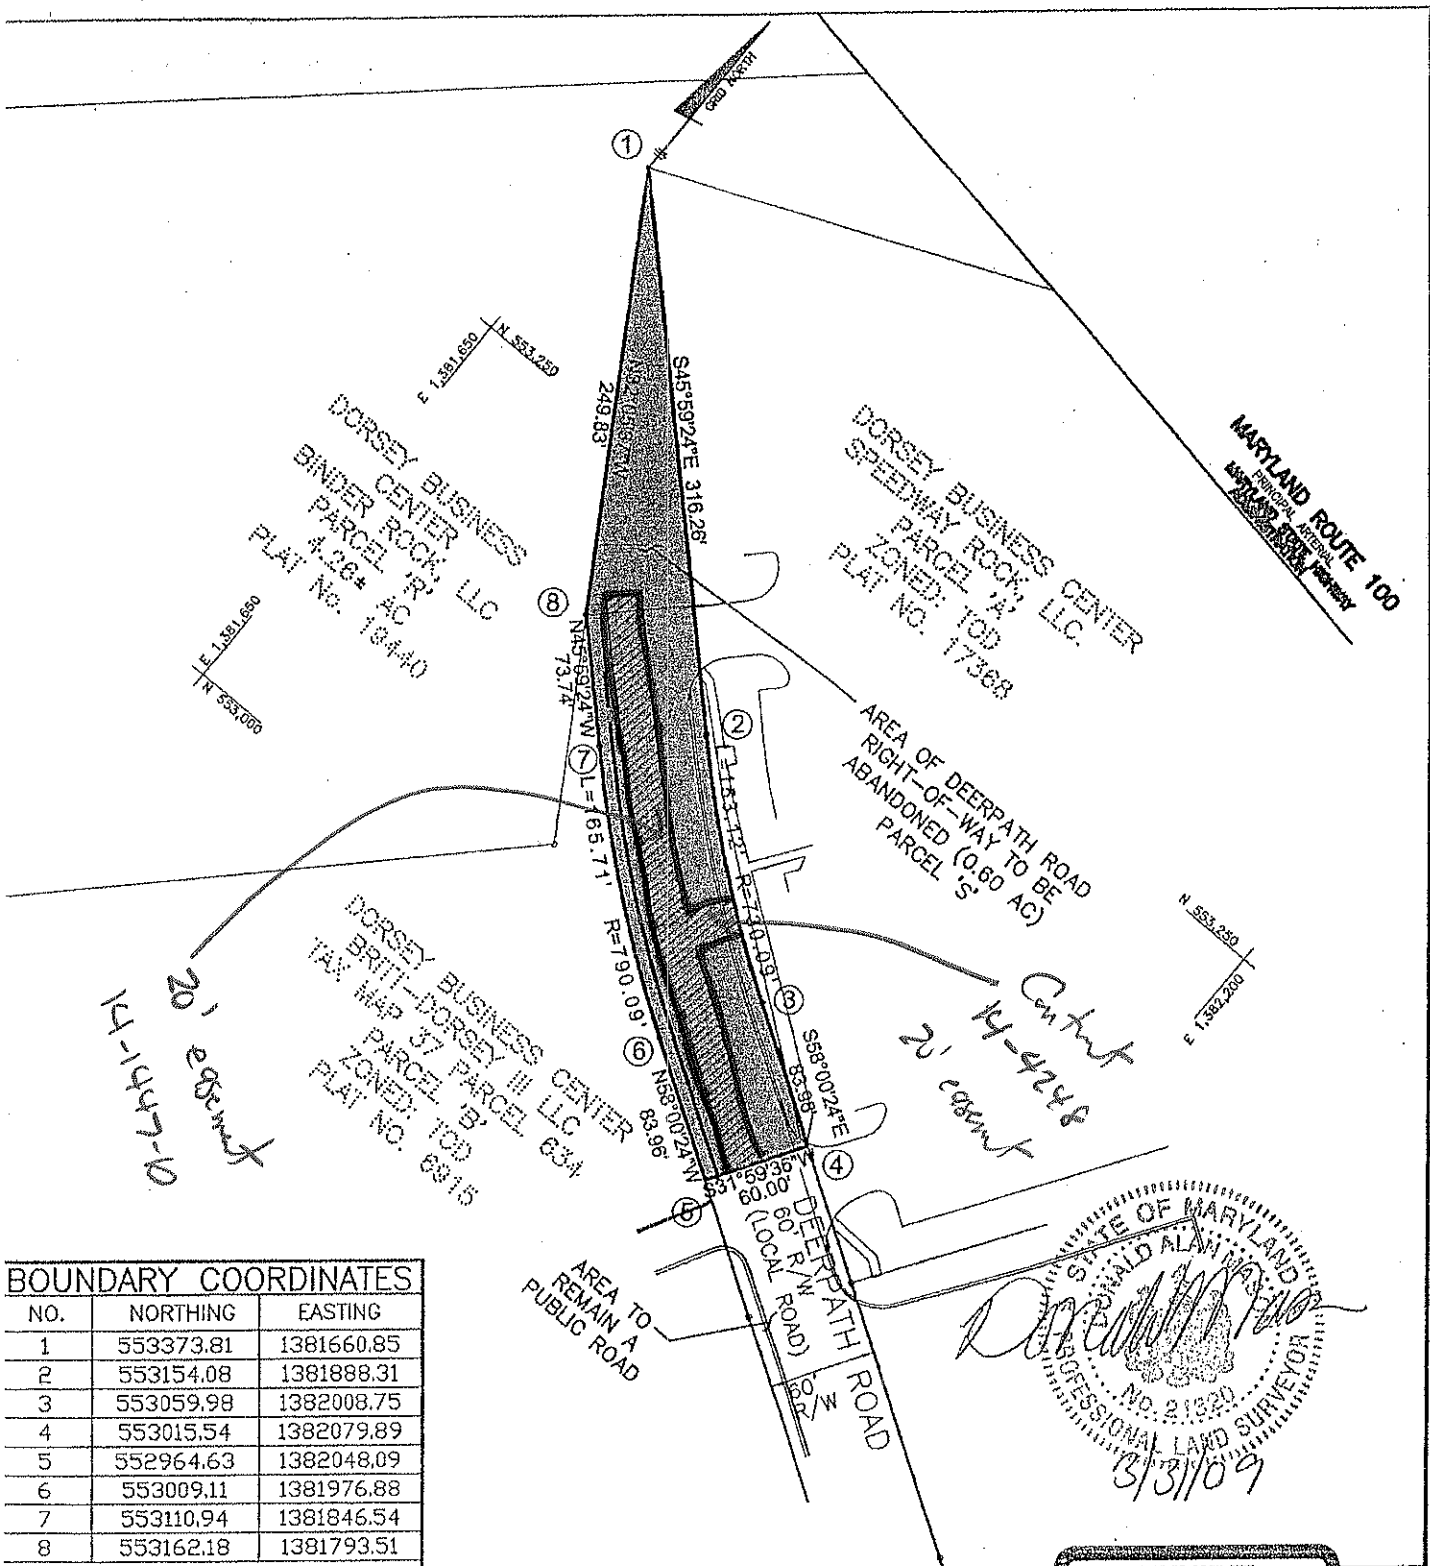 GRID NORTH
1
E 1,381,650
N 553,250
DORSEY BUSINESS
CENTER
BINDER ROCK, LLC
PARCEL 'R'
4.26± AC
PLAT No.
249.83'
S45°59'24"E 316.26'
DORSEY BUSINESS CENTER
SPEEDWAY ROCK, LLC.
PARCEL 'A'
ZONED: TOD
PLAT NO. 17368
MARYLAND ROUTE 100
PRINCIPAL ARTERIAL
MARYLAND STATE HIGHWAY
E 1,381,650
N 553,000
8
N45°59'24"W
73.74'
2
7
L=165.71' R=790.09'
L=153.12' R=730.09'
AREA OF DEERPATH ROAD
RIGHT-OF-WAY TO BE
ABANDONED (0.60 AC)
PARCEL 'S'
N 553,250
E 1,382,200
DORSEY BUSINESS CENTER
BRITT-DORSEY III LLC
TAX MAP 37 PARCEL 634
PARCEL 'B'
ZONED: TOD
PLAT NO. 6915
20' easement
14-1447-D
Contract
14-4248
20' easement
3
6
S58°00'24"E
83.98'
N58°00'24"W
83.96'
4
S31°59'36"W
60.00'
5
60' R/W
(LOCAL ROAD)
DEERPATH ROAD
60'
R/W
AREA TO
REMAIN A
PUBLIC ROAD
STATE OF MARYLAND
DONALD ALAN
NO. 21320
PROFESSIONAL LAND SURVEYOR
3/31/09
BOUNDARY COORDINATES
NO. NORTHING EASTING
1 553373.81 1381660.85
2 553154.08 1381888.31
3 553059.98 1382008.75
4 553015.54 1382079.89
5 552964.63 1382048.09
6 553009.11 1381976.88
7 553110.94 1381846.54
8 553162.18 1381793.51